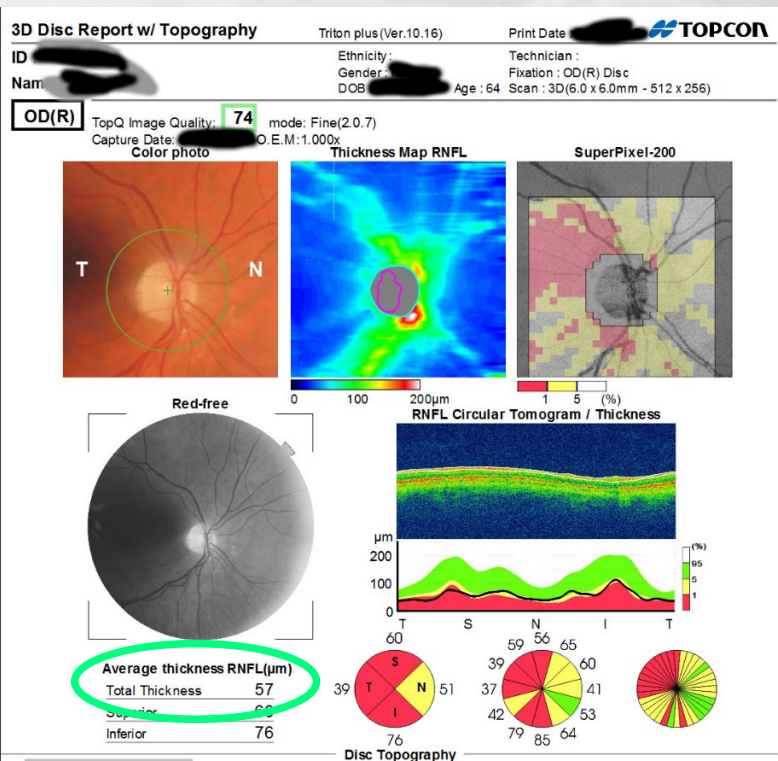 3D Disc Report w/ Topography Triton plus(Ver.10.16) Print Date TOPCON
ID Ethnicity: Technician :
Gender: Fixation : OD(R) Disc
DOB Age : 64 Scan : 3D(6.0 x 6.0mm - 512 x 256)
OD(R) TopQ Image Quality: 74 mode: Fine(2.0.7)
Capture Date: O.E.M:1.000x
Color photo Thickness Map RNFL SuperPixel-200
T N
0 100 200µm
1 5 (%)
Red-free RNFL Circular Tomogram / Thickness
µm
200
100
0
(%)
95
5
1
T S N I T
Average thickness RNFL(µm)
Total Thickness 57
Superior 60
Inferior 76
60
S
39 T N 51
I
76
59 56 65
39 60
37 41
42 53
79 85 64
Disc Topography